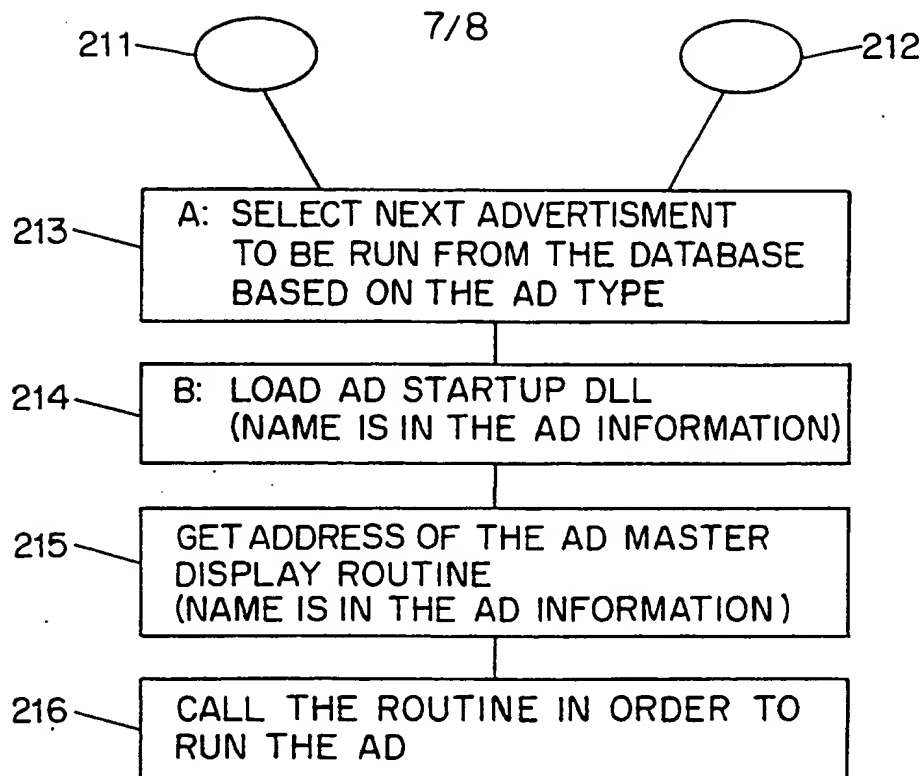 7/8
211
212
213
A: SELECT NEXT ADVERTISMENT
TO BE RUN FROM THE DATABASE
BASED ON THE AD TYPE
214
B: LOAD AD STARTUP DLL
(NAME IS IN THE AD INFORMATION)
215
GET ADDRESS OF THE AD MASTER
DISPLAY ROUTINE
(NAME IS IN THE AD INFORMATION)
216
CALL THE ROUTINE IN ORDER TO
RUN THE AD